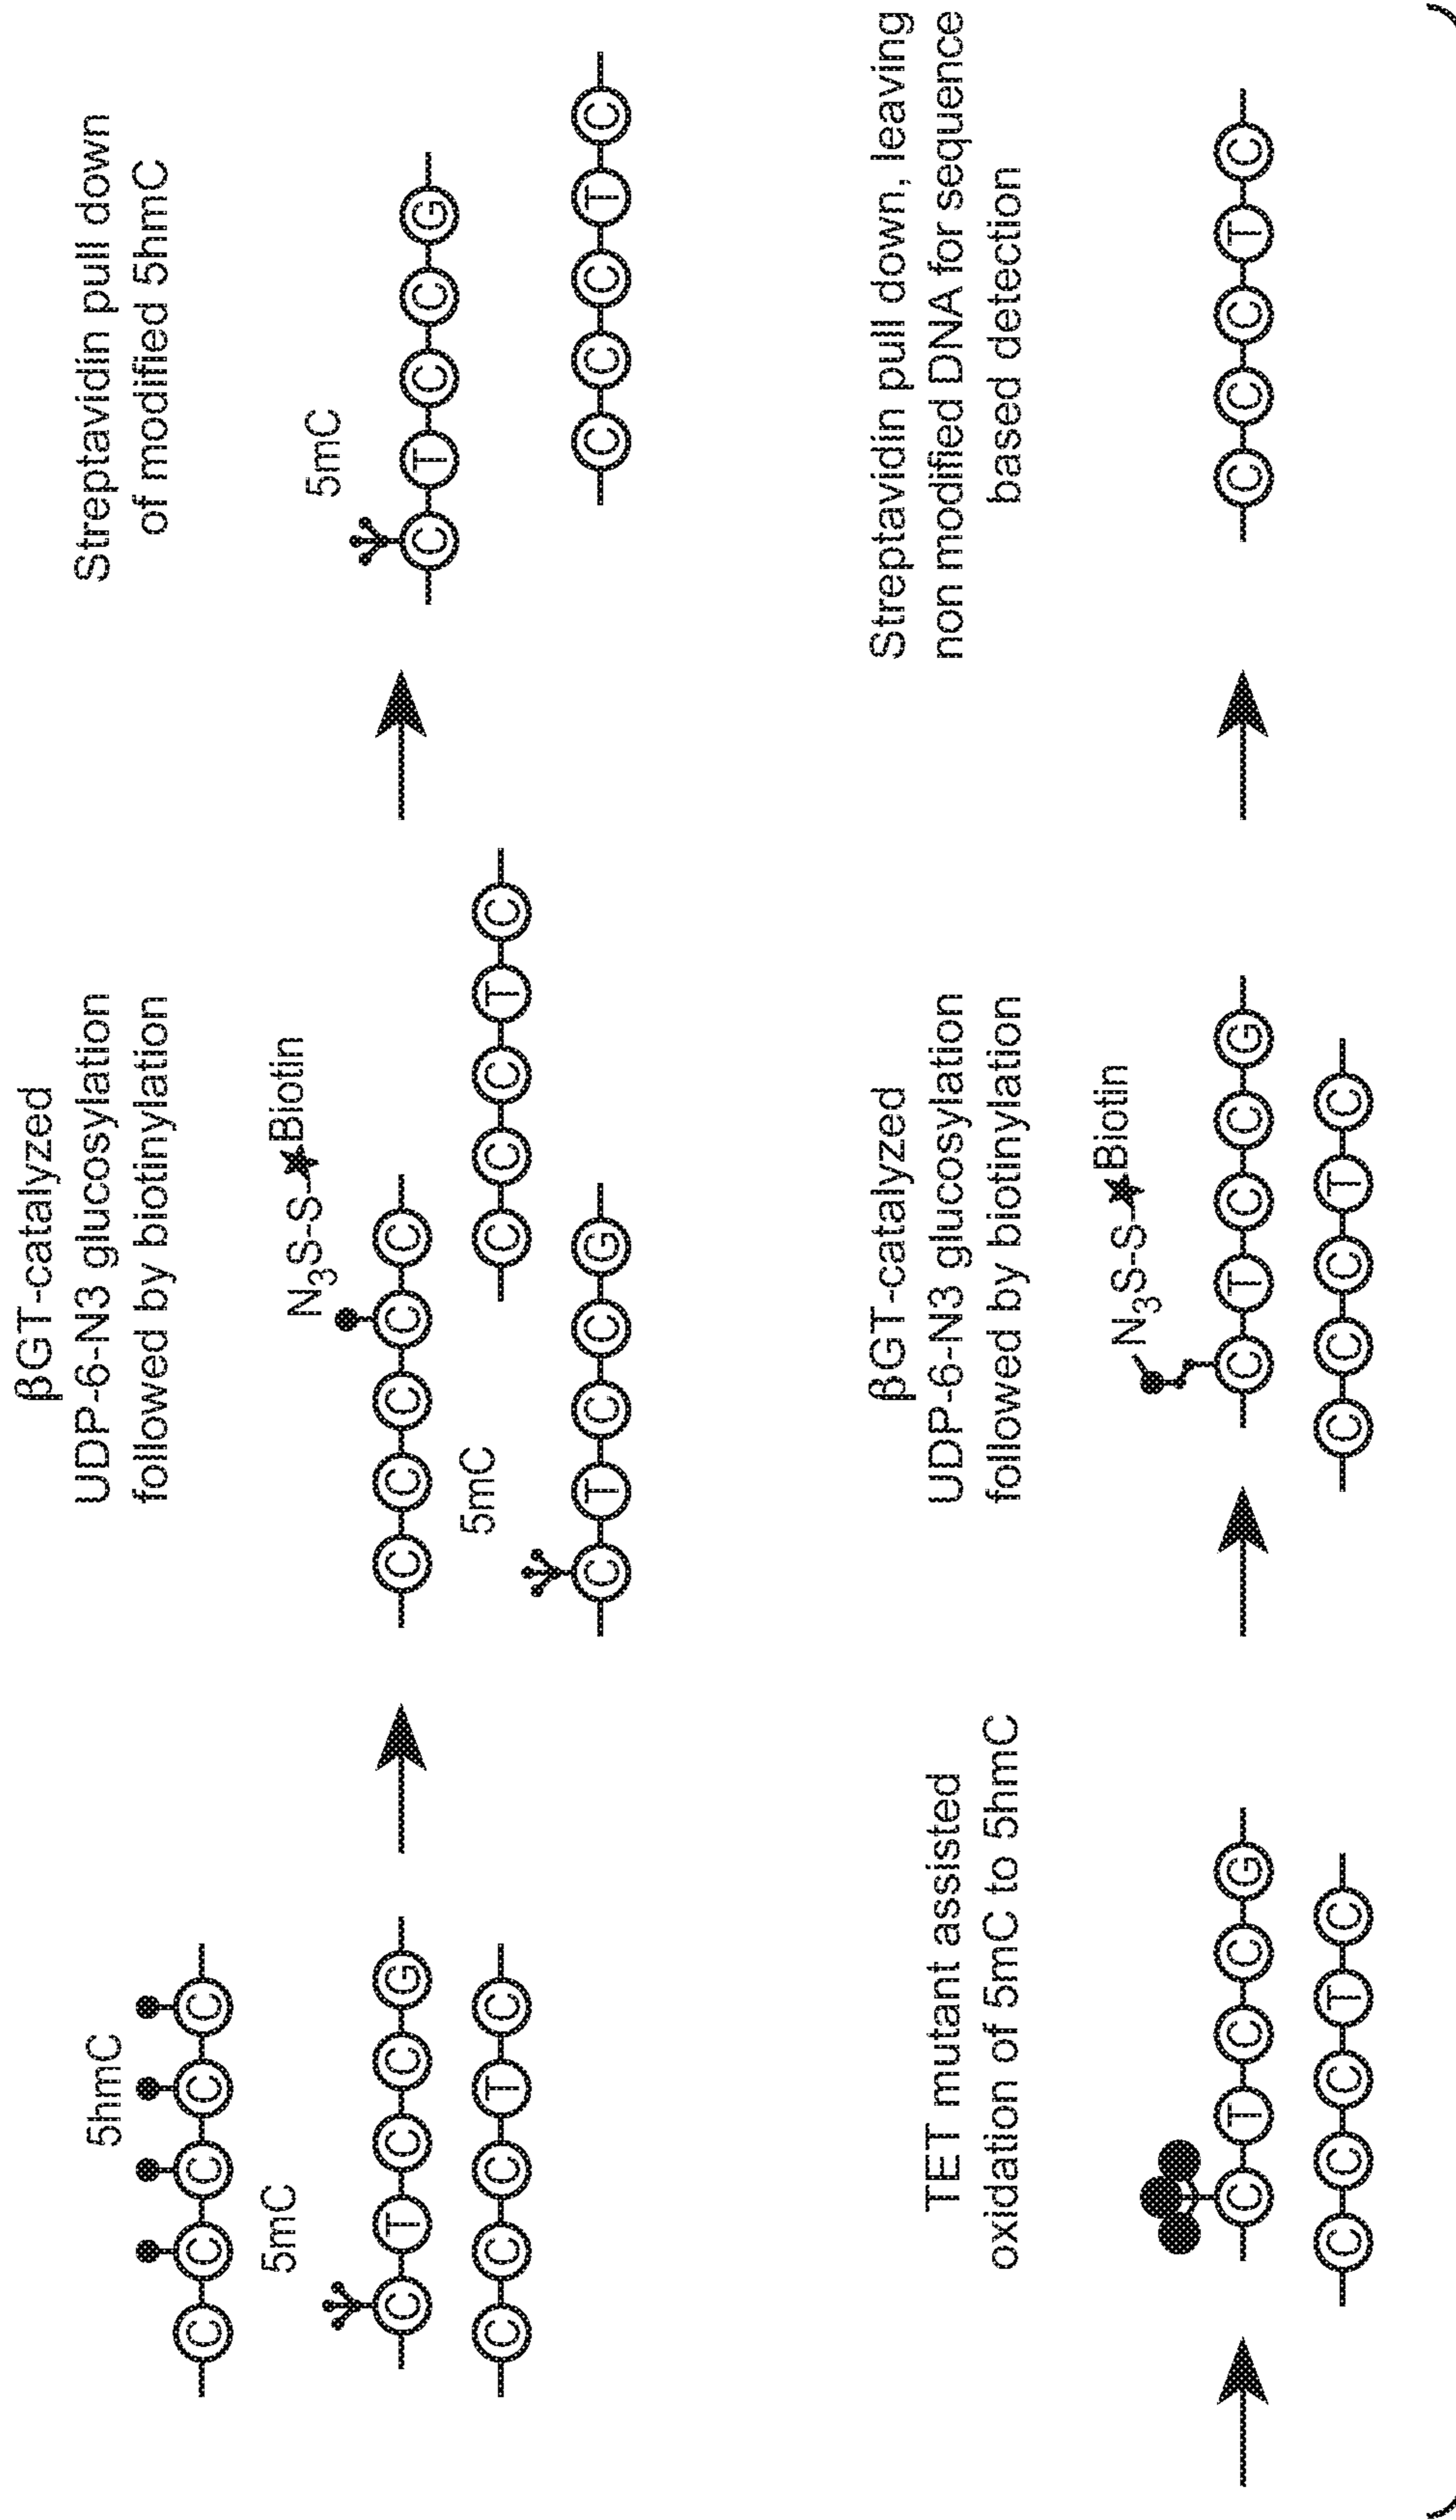 5hmC
C C C C C
5mC
C T C C G
C C C T C
βGT-catalyzed
UDP-6-N3 glucosylation
followed by biotinylation
N₃S-S-★Biotin
C C C C C
5mC
C C C T C
C T C C G
Streptavidin pull down
of modified 5hmC
5mC
C T C C G
C C C T C
TET mutant assisted
oxidation of 5mC to 5hmC
C T C C G
C C C T C
βGT-catalyzed
UDP-6-N3 glucosylation
followed by biotinylation
N₃S-S-★Biotin
C T C C G
C C C T C
Streptavidin pull down, leaving
non modified DNA for sequence
based detection
C C C T C